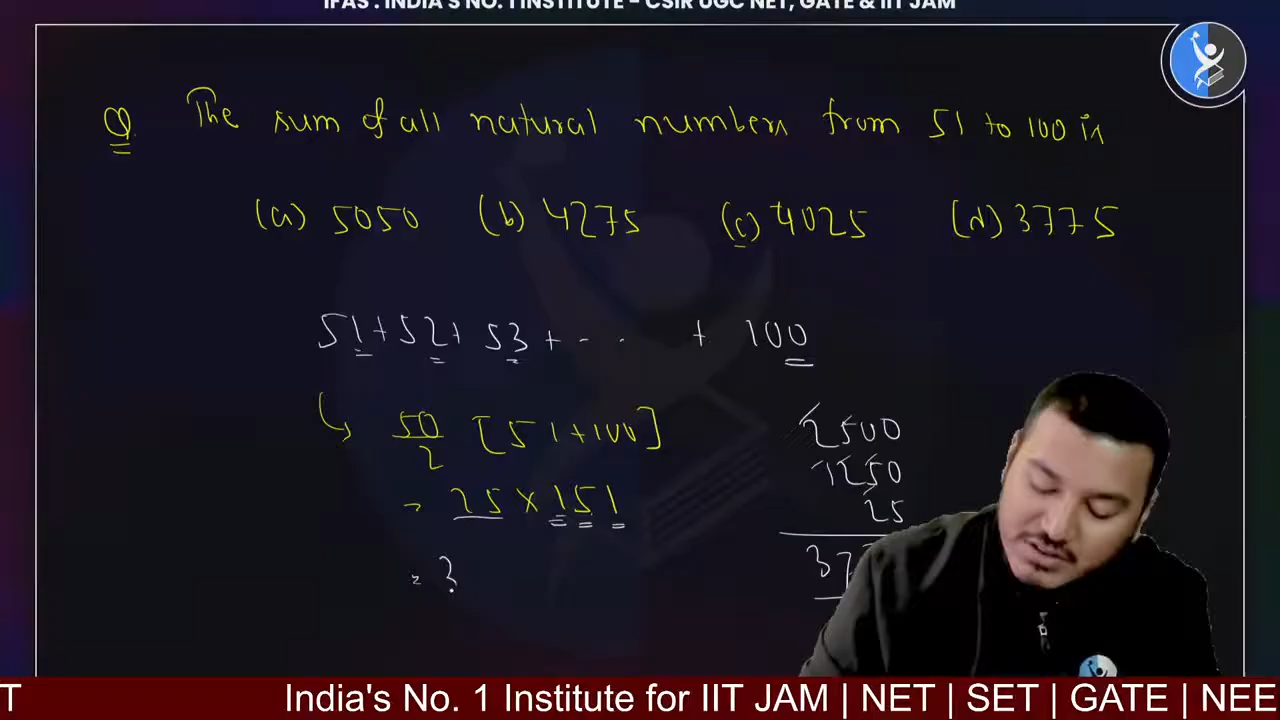 IFAS : INDIA'S NO. 1 INSTITUTE - CSIR UGC NET, GATE & IIT JAM
Q The sum of all natural numbers from 51 to 100 is
(a) 5050 (b) 4275 (c) 4025 (d) 3775
51+52+53+... + 100
50/2 [51+100]
= 25 × 151
= 3
2500
1250
25
37
T India's No. 1 Institute for IIT JAM | NET | SET | GATE | NEE